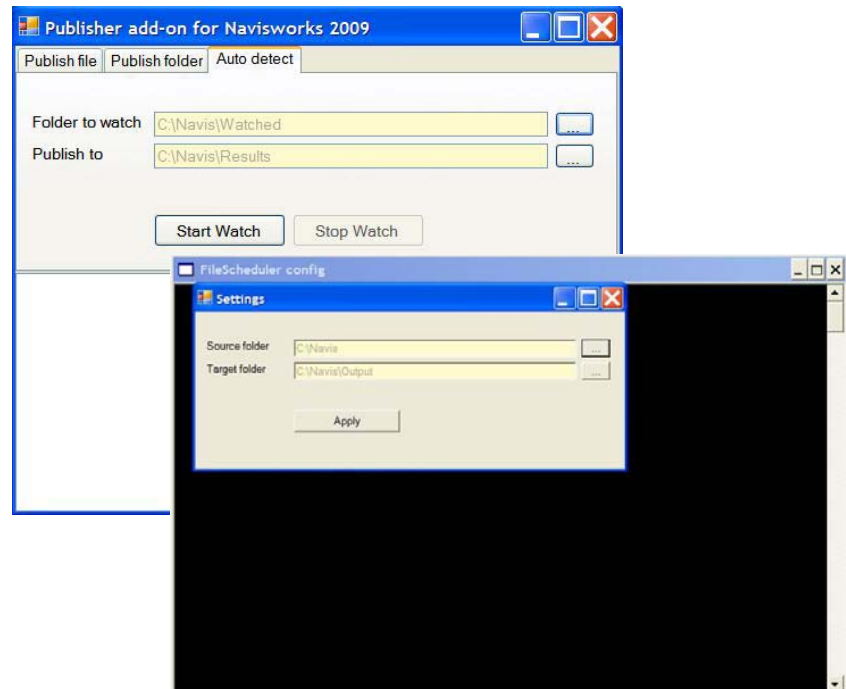 Publisher add-on for Navisworks 2009
Publish file Publish folder Auto detect
Folder to watch C:\Navis\Watched ...
Publish to C:\Navis\Results ...
Start Watch Stop Watch
FileScheduler config
Settings
Source folder C:\Navis ...
Target folder C:\Navis\Output ...
Apply